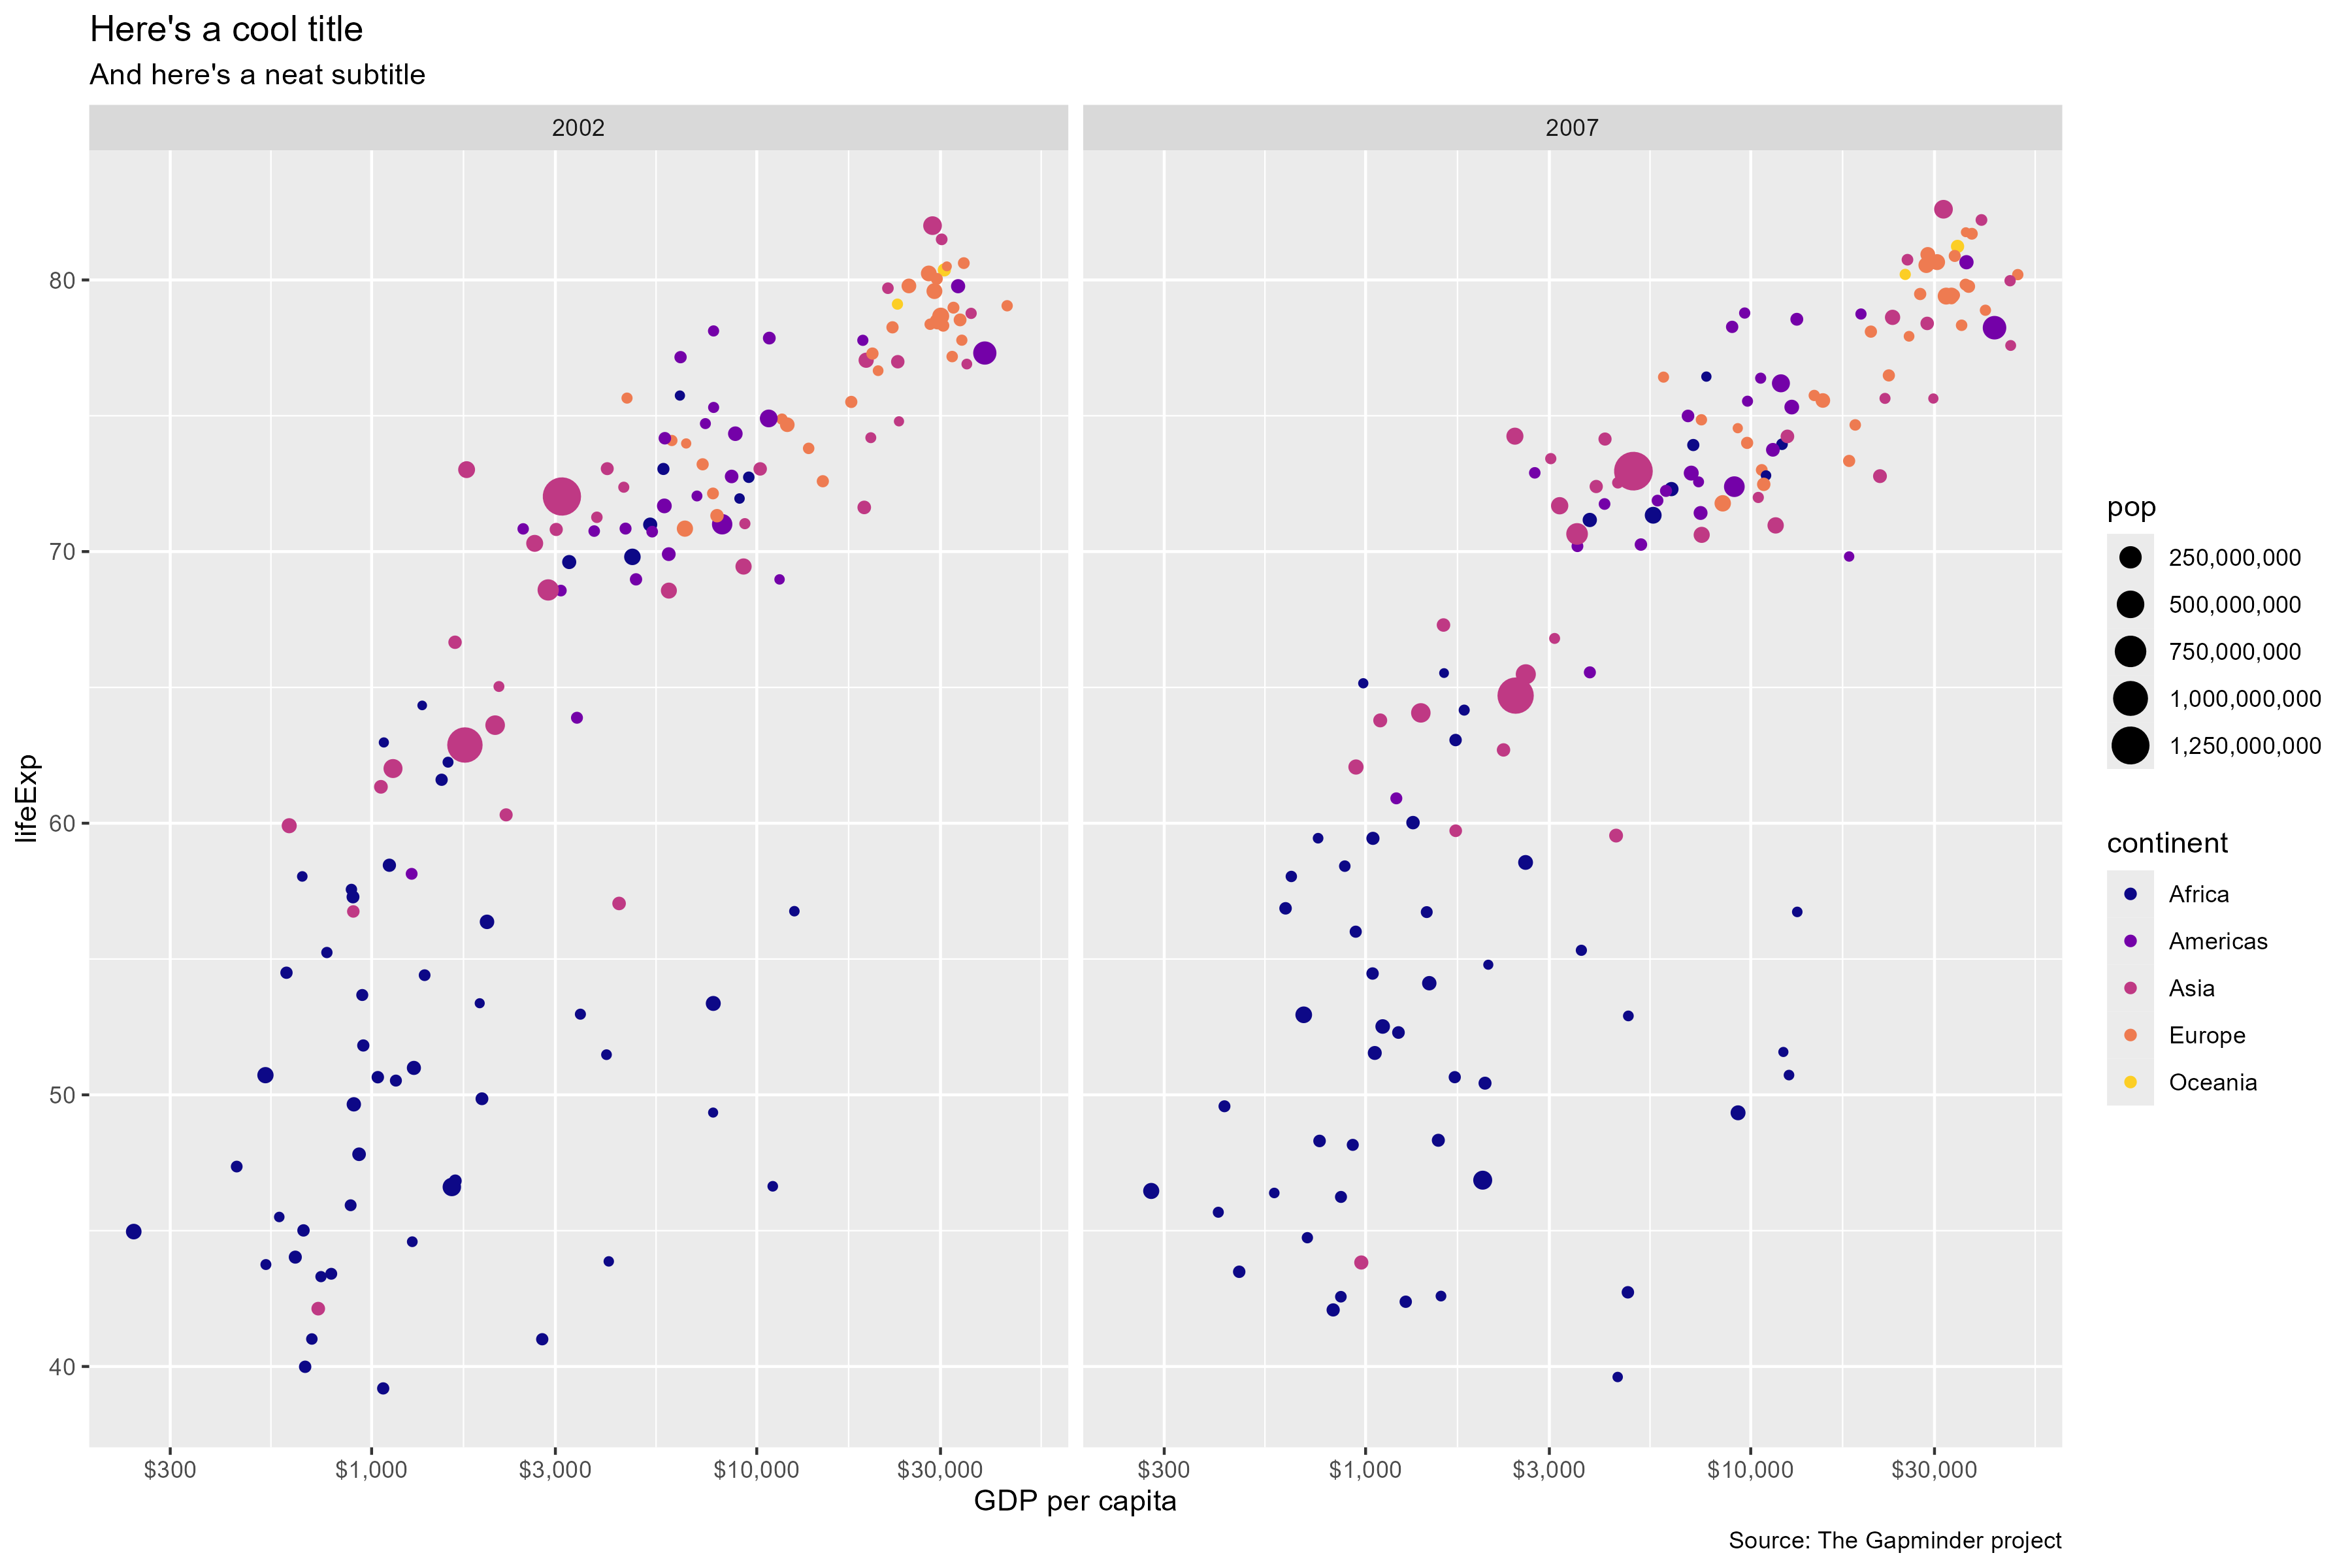 Here's a cool title
And here's a neat subtitle
2002
2007
80
70
60
50
40
lifeExp
$300
$1,000
$3,000
$10,000
$30,000
$300
$1,000
$3,000
$10,000
$30,000
GDP per capita
pop
250,000,000
500,000,000
750,000,000
1,000,000,000
1,250,000,000
continent
Africa
Americas
Asia
Europe
Oceania
Source: The Gapminder project